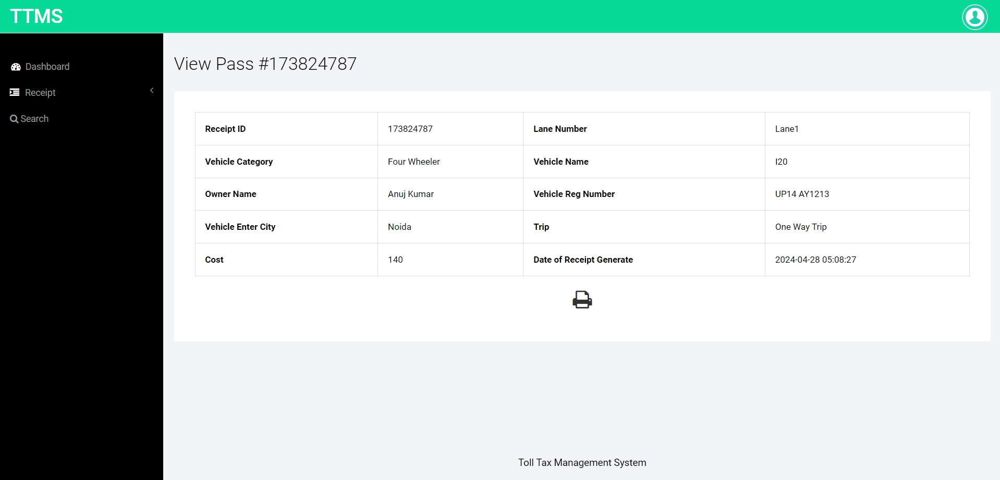 TTMS
Dashboard
Receipt
Search
View Pass #173824787
Receipt ID 173824787 Lane Number Lane1
Vehicle Category Four Wheeler Vehicle Name I20
Owner Name Anuj Kumar Vehicle Reg Number UP14 AY1213
Vehicle Enter City Noida Trip One Way Trip
Cost 140 Date of Receipt Generate 2024-04-28 05:08:27
Toll Tax Management System